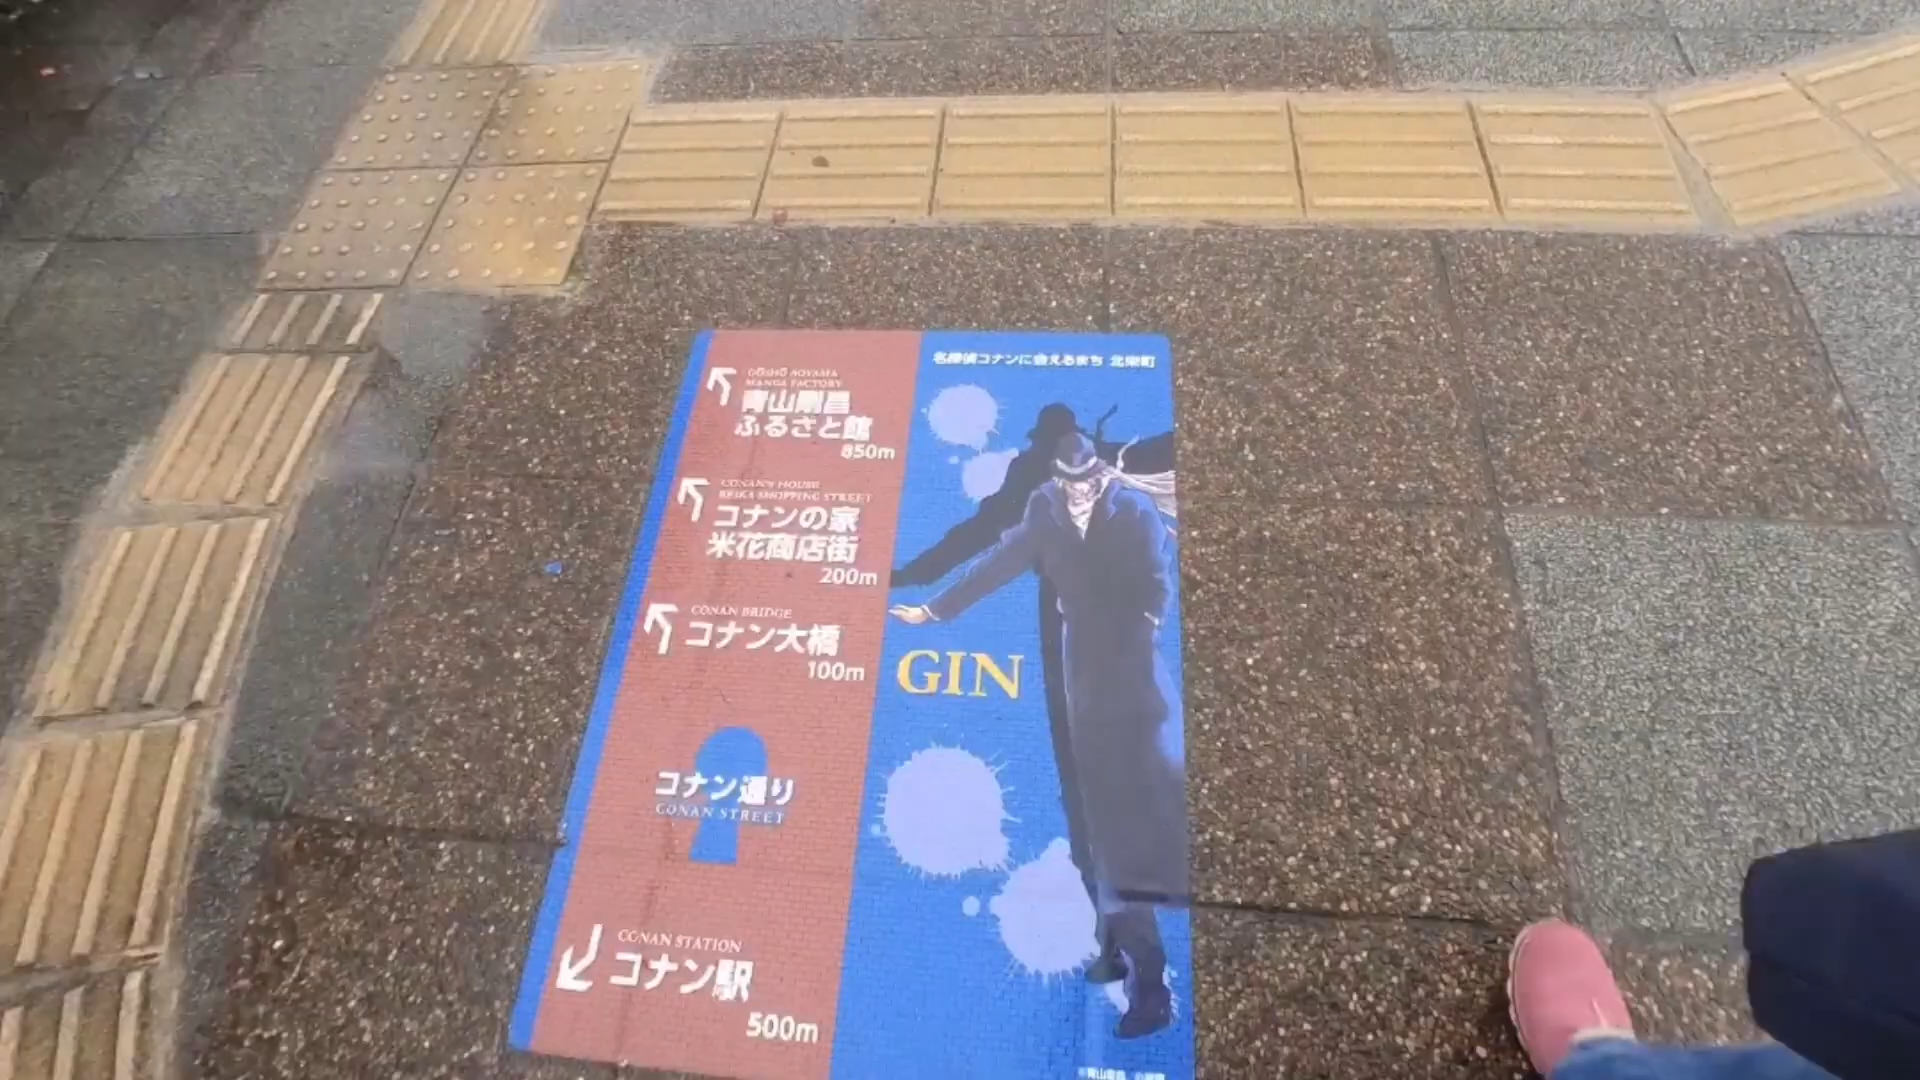 名探偵コナンに会えるまち 北栄町
GOSHO AOYAMA
MANGA FACTORY
青山剛昌
ふるさと館
850m
CONAN'S HOUSE
BEIKA SHOPPING STREET
コナンの家
米花商店街
200m
CONAN BRIDGE
コナン大橋
100m
GIN
コナン通り
CONAN STREET
CONAN STATION
コナン駅
500m